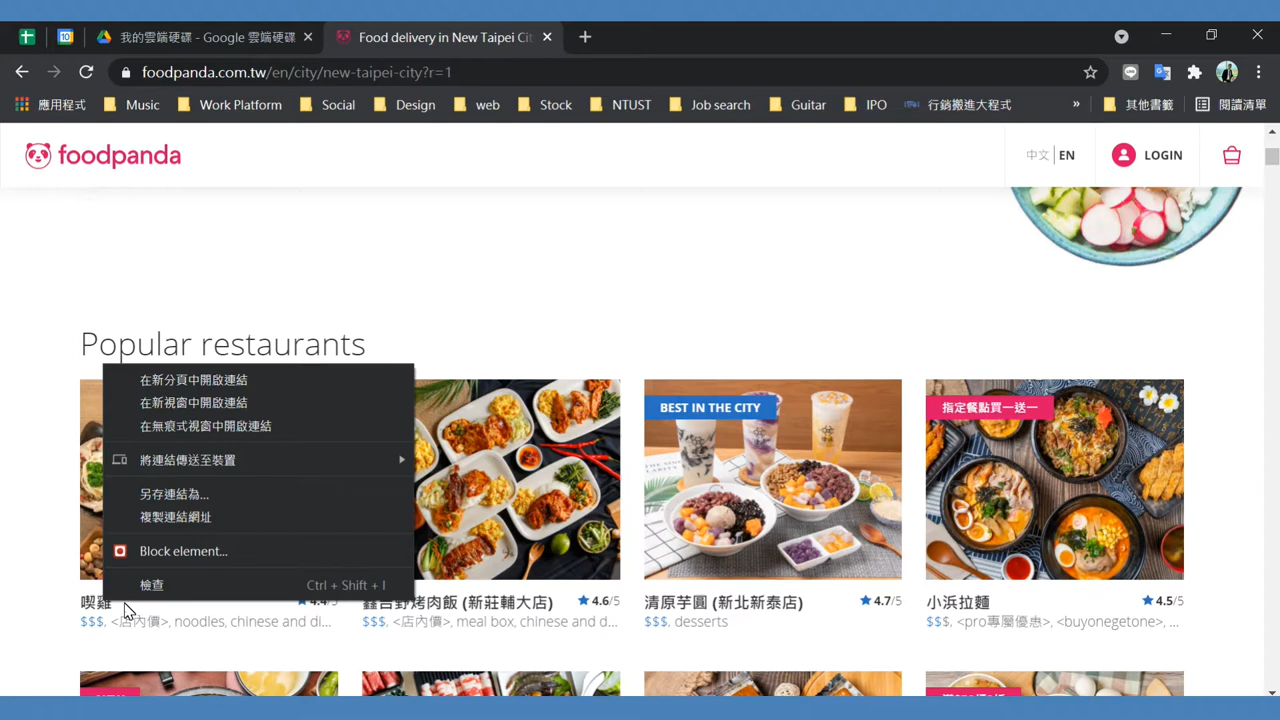 我的雲端硬碟 - Google 雲端硬碟
Food delivery in New Taipei Cit
foodpanda.com.tw/en/city/new-taipei-city?r=1
應用程式 Music Work Platform Social Design web Stock NTUST Job search Guitar IPO 行銷搬進大程式 » 其他書籤 閱讀清單
foodpanda
中文 EN LOGIN
Popular restaurants
在新分頁中開啟連結
在新視窗中開啟連結
在無痕式視窗中開啟連結
將連結傳送至裝置
另存連結為...
複製連結網址
Block element...
檢查 Ctrl + Shift + I
BEST IN THE CITY
指定餐點買一送一
喫雞 4.4/5
$$$, <店內價>, noodles, chinese and di...
鑫台野烤肉飯 (新莊輔大店) 4.6/5
$$$, <店內價>, meal box, chinese and d...
清原芋圓 (新北新泰店) 4.7/5
$$$, desserts
小浜拉麵 4.5/5
$$$, <pro專屬優惠>, <buyonegetone>, ...